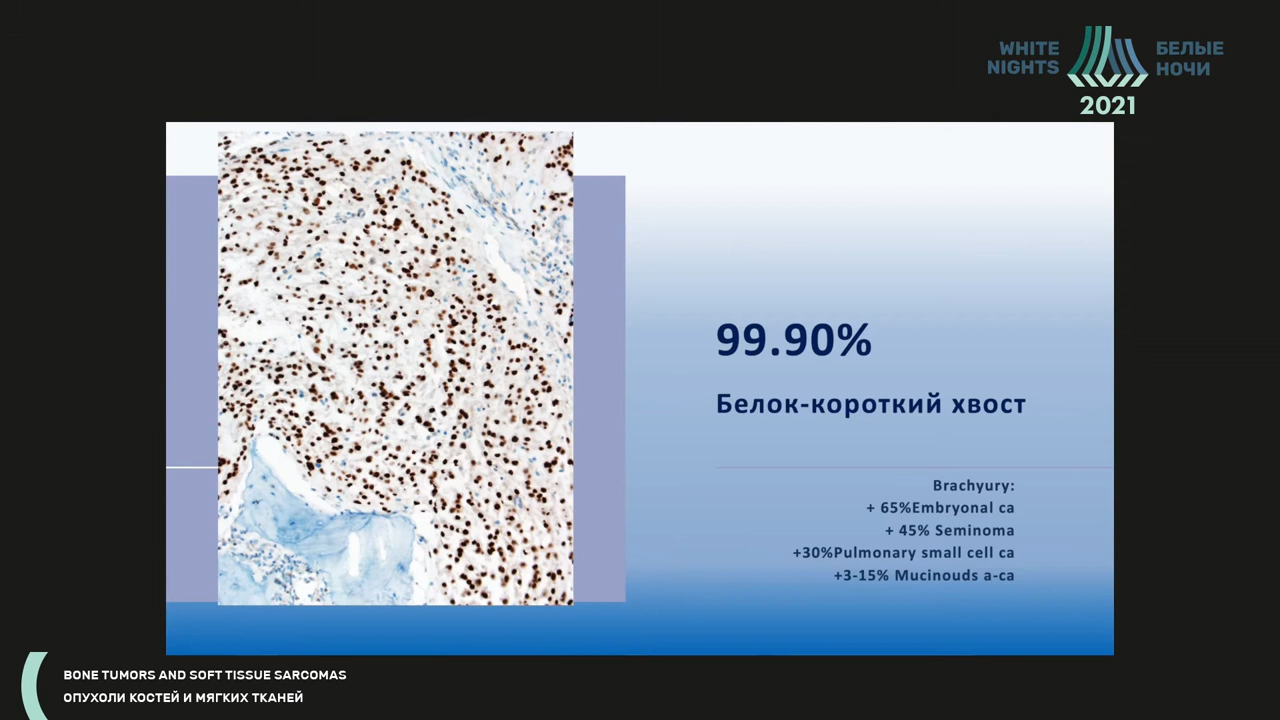 WHITE
NIGHTS
БЕЛЫЕ
НОЧИ
2021
99.90%
Белок-короткий хвост
Brachyury:
+ 65%Embryonal ca
+ 45% Seminoma
+30%Pulmonary small cell ca
+3-15% Mucinouds a-ca
BONE TUMORS AND SOFT TISSUE SARCOMAS
ОПУХОЛИ КОСТЕЙ И МЯГКИХ ТКАНЕЙ